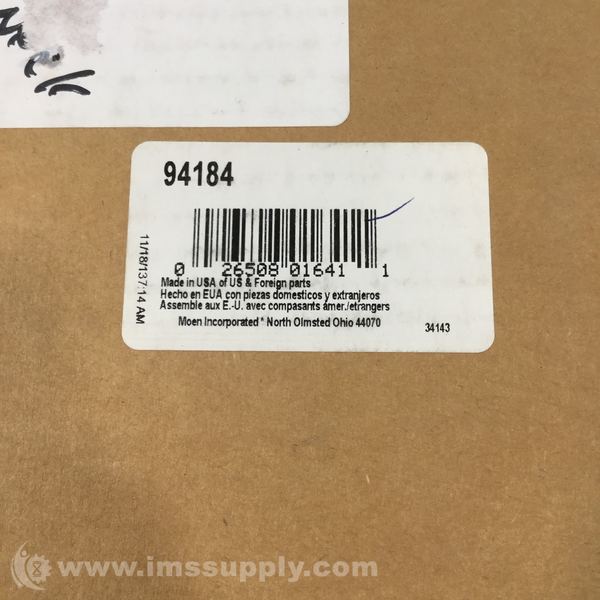 94184
11/18/13 7:14 AM
0 26508 01641 1
Made in USA of US & Foreign parts
Hecho en EUA con piezas domesticos y extranjeros
Assemble aux E.-U. avec compasants amer./etrangers
Moen Incorporated * North Olmsted Ohio 44070
34143
www.imssupply.com